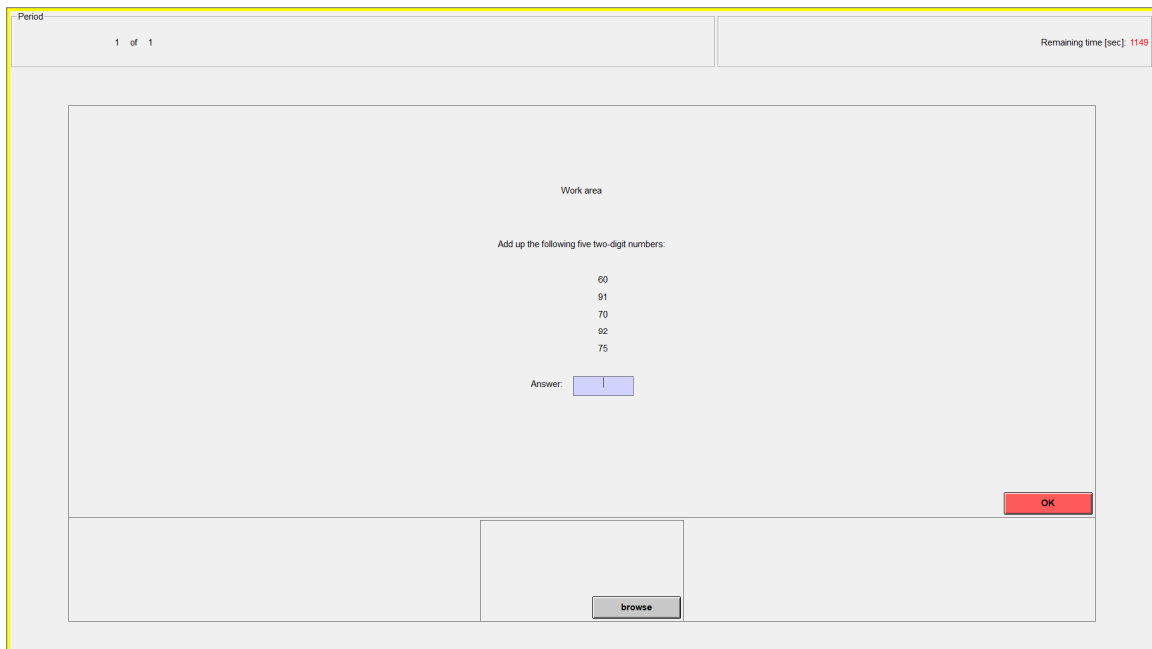 Period
1 of 1
Remaining time [sec]: 1149
Work area
Add up the following five two-digit numbers:
60
91
70
92
75
Answer:
OK
browse